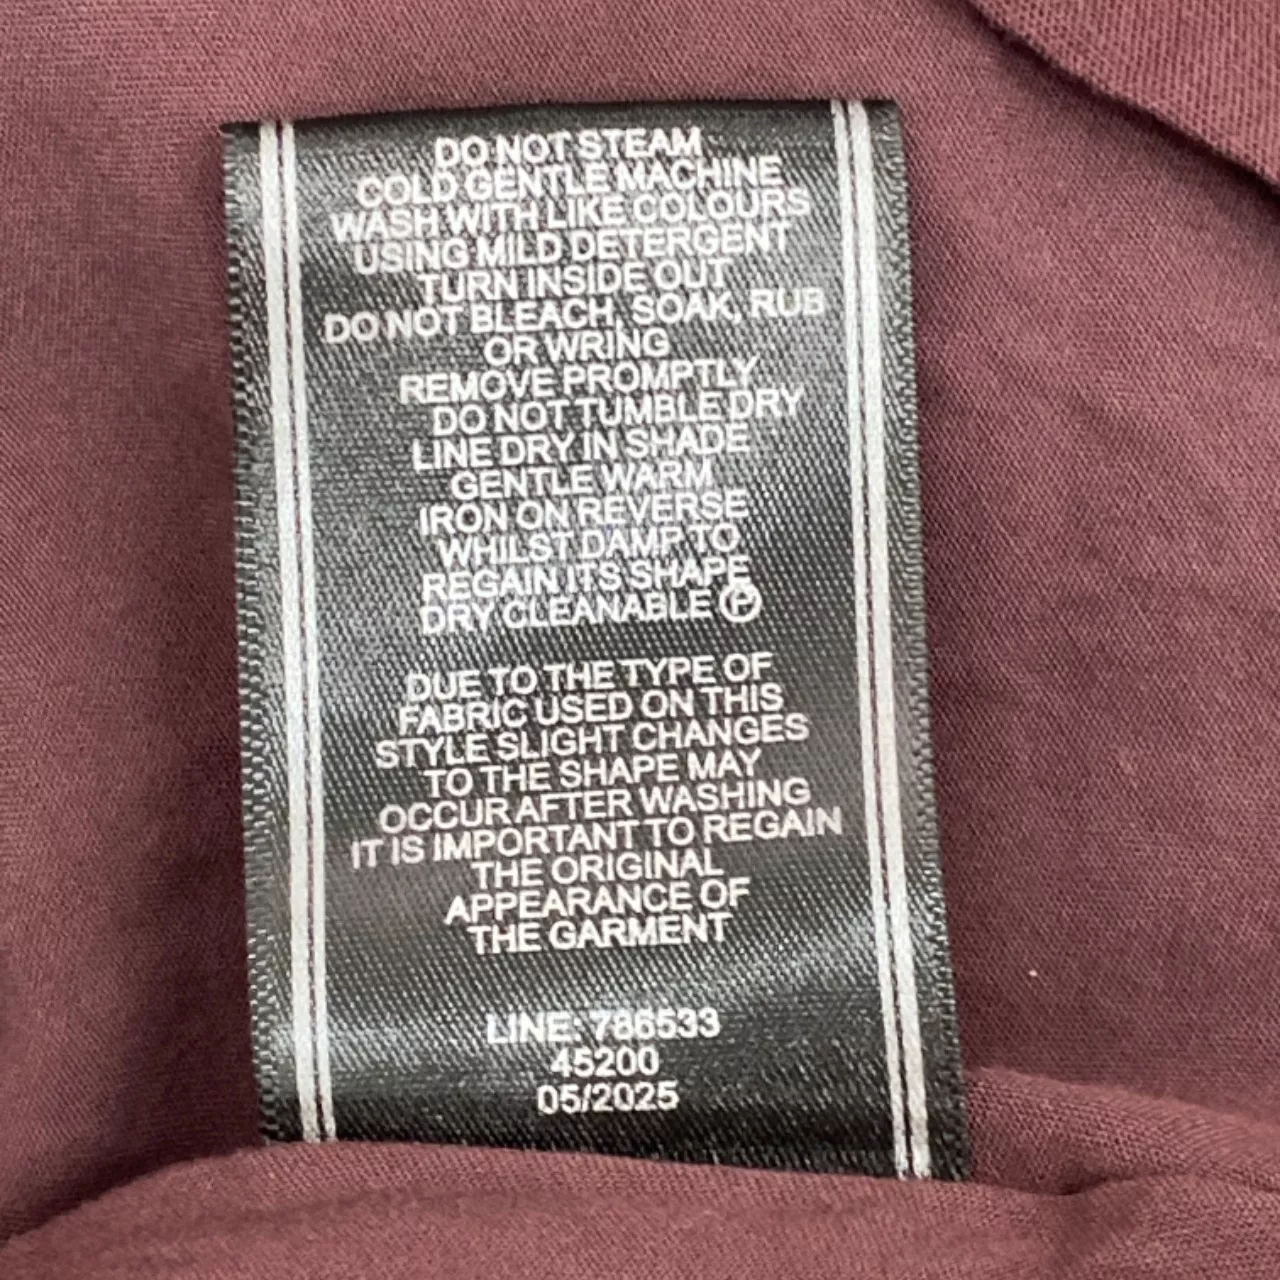 DO NOT STEAM
COLD GENTLE MACHINE
WASH WITH LIKE COLOURS
USING MILD DETERGENT
TURN INSIDE OUT
DO NOT BLEACH, SOAK, RUB
OR WRING
REMOVE PROMPTLY
DO NOT TUMBLE DRY
LINE DRY IN SHADE
GENTLE WARM
IRON ON REVERSE
WHILST DAMP TO
REGAIN ITS SHAPE
DRY CLEANABLE Ⓟ
DUE TO THE TYPE OF
FABRIC USED ON THIS
STYLE SLIGHT CHANGES
TO THE SHAPE MAY
OCCUR AFTER WASHING
IT IS IMPORTANT TO REGAIN
THE ORIGINAL
APPEARANCE OF
THE GARMENT
LINE: 786533
45200
05/2025